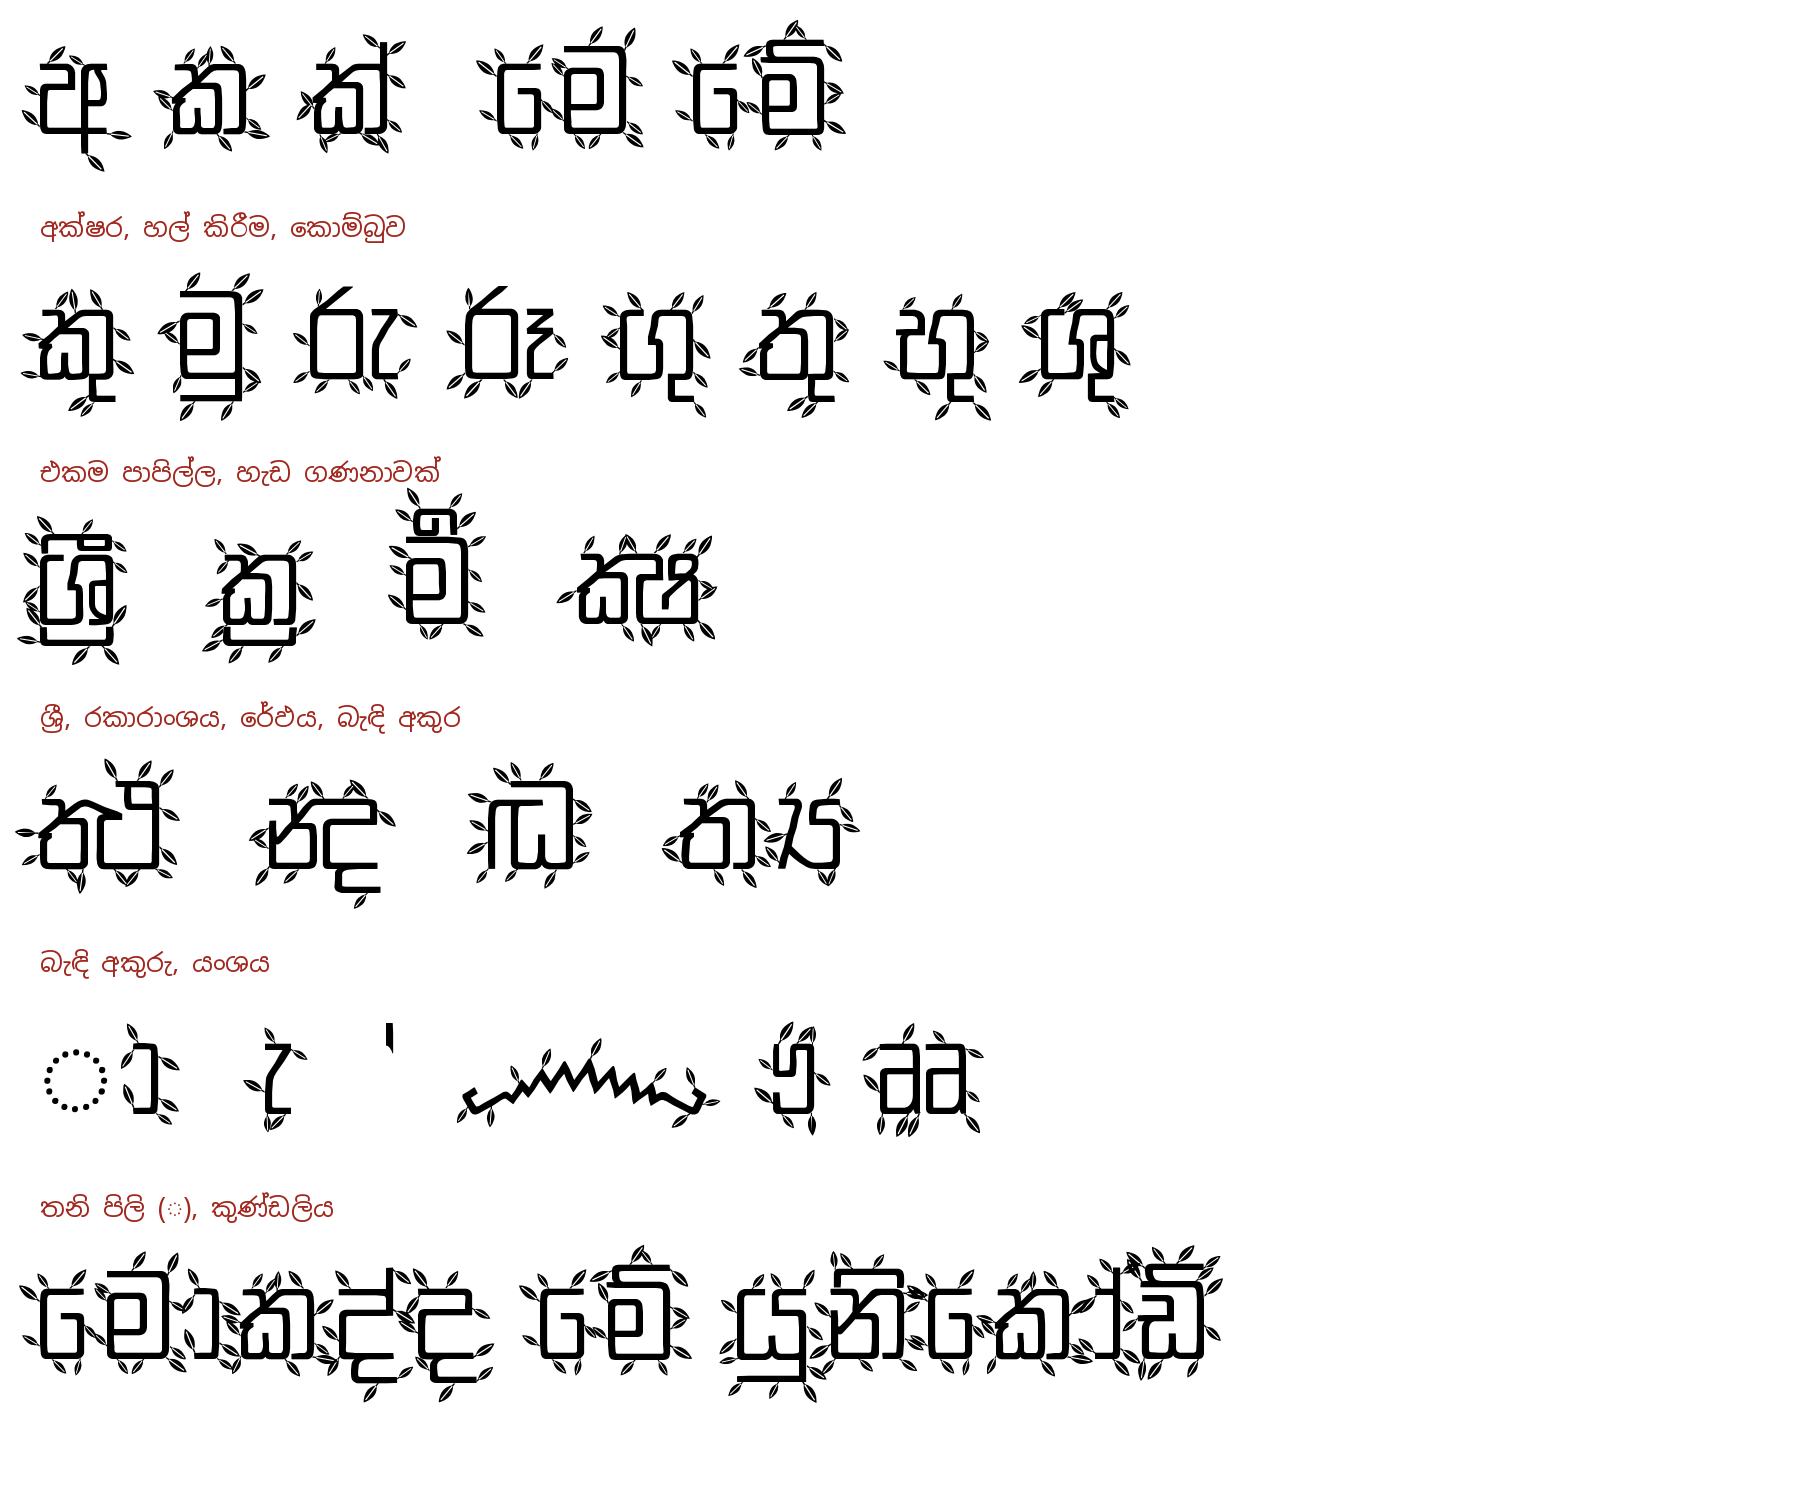 අ ක ක් මෙ මේ
අක්ෂර, හල් කිරීම, කොම්බුව
කු මු රු රූ ගු තු භු ශු
එකම පාපිල්ල, හැඩ ගණනාවක්
ශ්‍රී ක්‍ර ර්‍ම ක්‍ෂ
ශ්‍රී, රකාරාංශය, රේඵය, බැඳි අකුර
ත්‍ථ න්‍ද ද්‍ධ ත්‍ය
බැඳි අකුරු, යංශය
◌ා ැ ෴ ෟ ෲ
තනි පිලි (◌), කුණ්ඩලිය
මොකද්ද මේ යුනිකෝඩ්